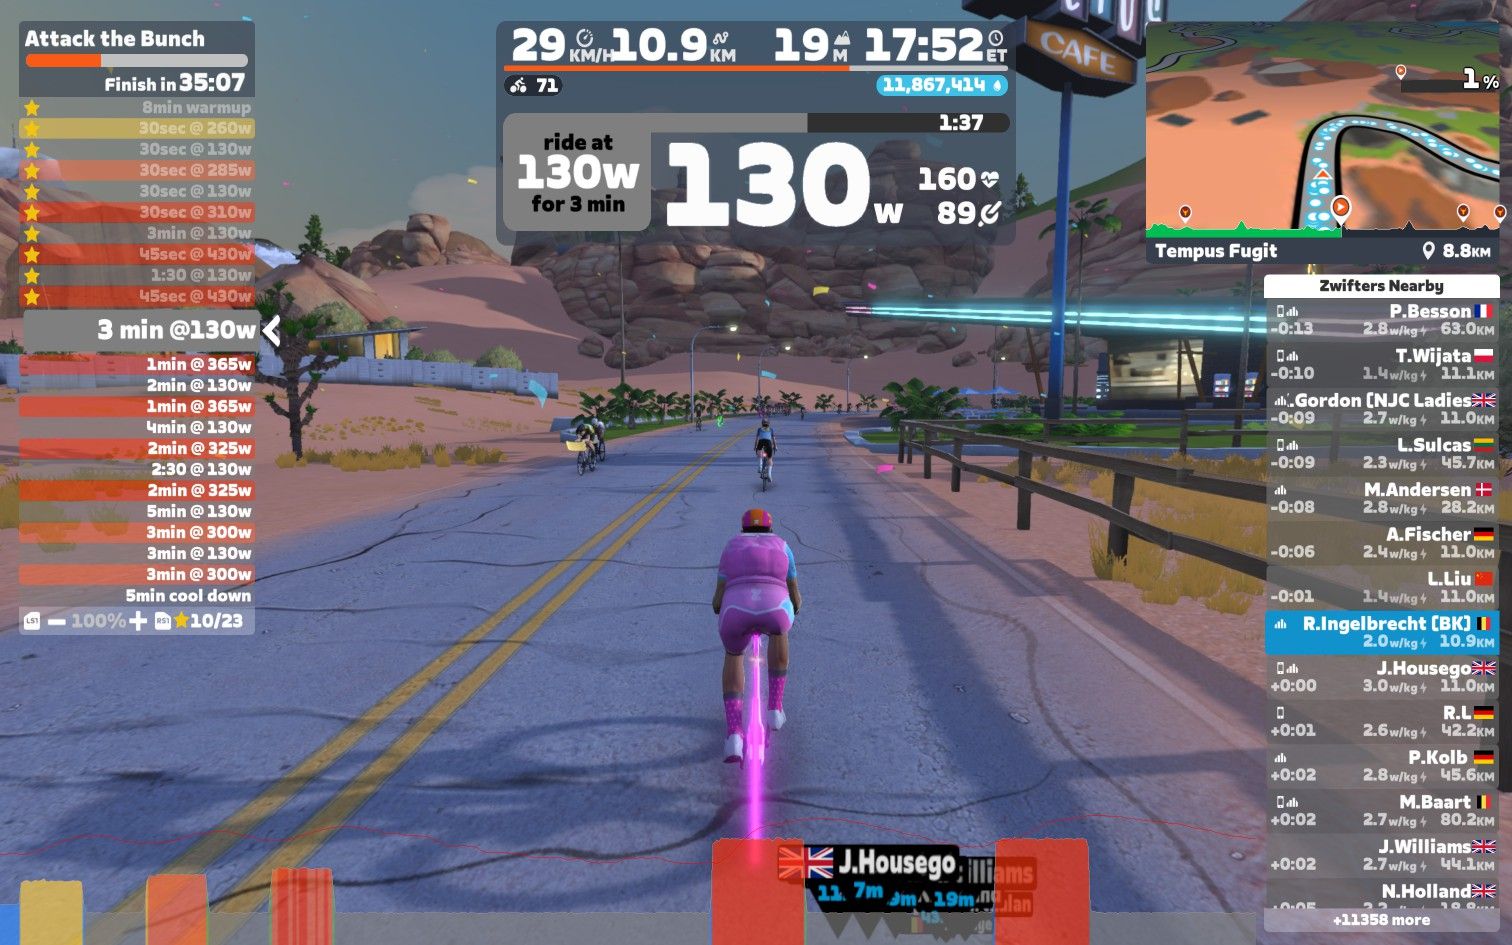 Attack the Bunch
Finish in 35:07
8min warmup
30sec @ 260w
30sec @ 130w
30sec @ 285w
30sec @ 130w
30sec @ 310w
3min @ 130w
45sec @ 430w
1:30 @ 130w
45sec @ 430w
3 min @130w
1min @ 365w
2min @ 130w
1min @ 365w
4min @ 130w
2min @ 325w
2:30 @ 130w
2min @ 325w
5min @ 130w
3min @ 300w
3min @ 130w
3min @ 300w
5min cool down
LS1 100% RS1 10/23
29 KM/H 10.9 KM 19 M 17:52 ET
71 11,867,414
1:37
ride at
130w
for 3 min
130 w
160
89
CAFE
1 %
Tempus Fugit 8.8KM
Zwifters Nearby
P.Besson
-0:13 2.8w/kg 63.0KM
T.Wijata
-0:10 1.4w/kg 11.1KM
.Gordon (NJC Ladies
-0:09 2.7w/kg 11.0KM
L.Sulcas
-0:09 2.3w/kg 45.7KM
M.Andersen
-0:08 2.8w/kg 28.2KM
A.Fischer
-0:06 2.4w/kg 11.0KM
L.Liu
-0:01 1.4w/kg 11.0KM
R.Ingelbrecht (BK)
2.0w/kg 10.9KM
J.Housego
+0:00 3.0w/kg 11.0KM
R.L
+0:01 2.6w/kg 42.2KM
P.Kolb
+0:02 2.8w/kg 45.6KM
M.Baart
+0:02 2.7w/kg 80.2KM
J.Williams
+0:02 2.7w/kg 44.1KM
N.Holland
+11358 more
J.Housego
7m
19m